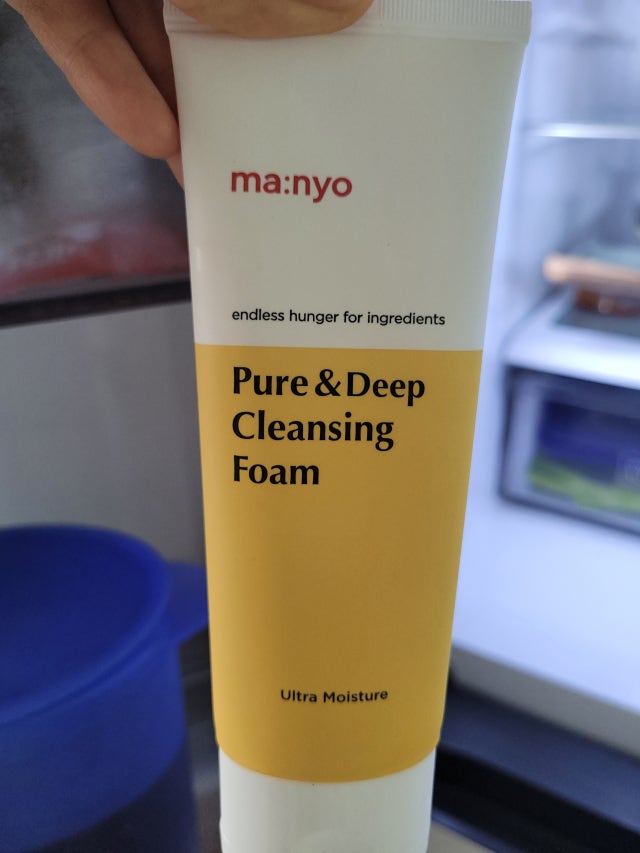 ma:nyo
endless hunger for ingredients
Pure & Deep
Cleansing
Foam
Ultra Moisture